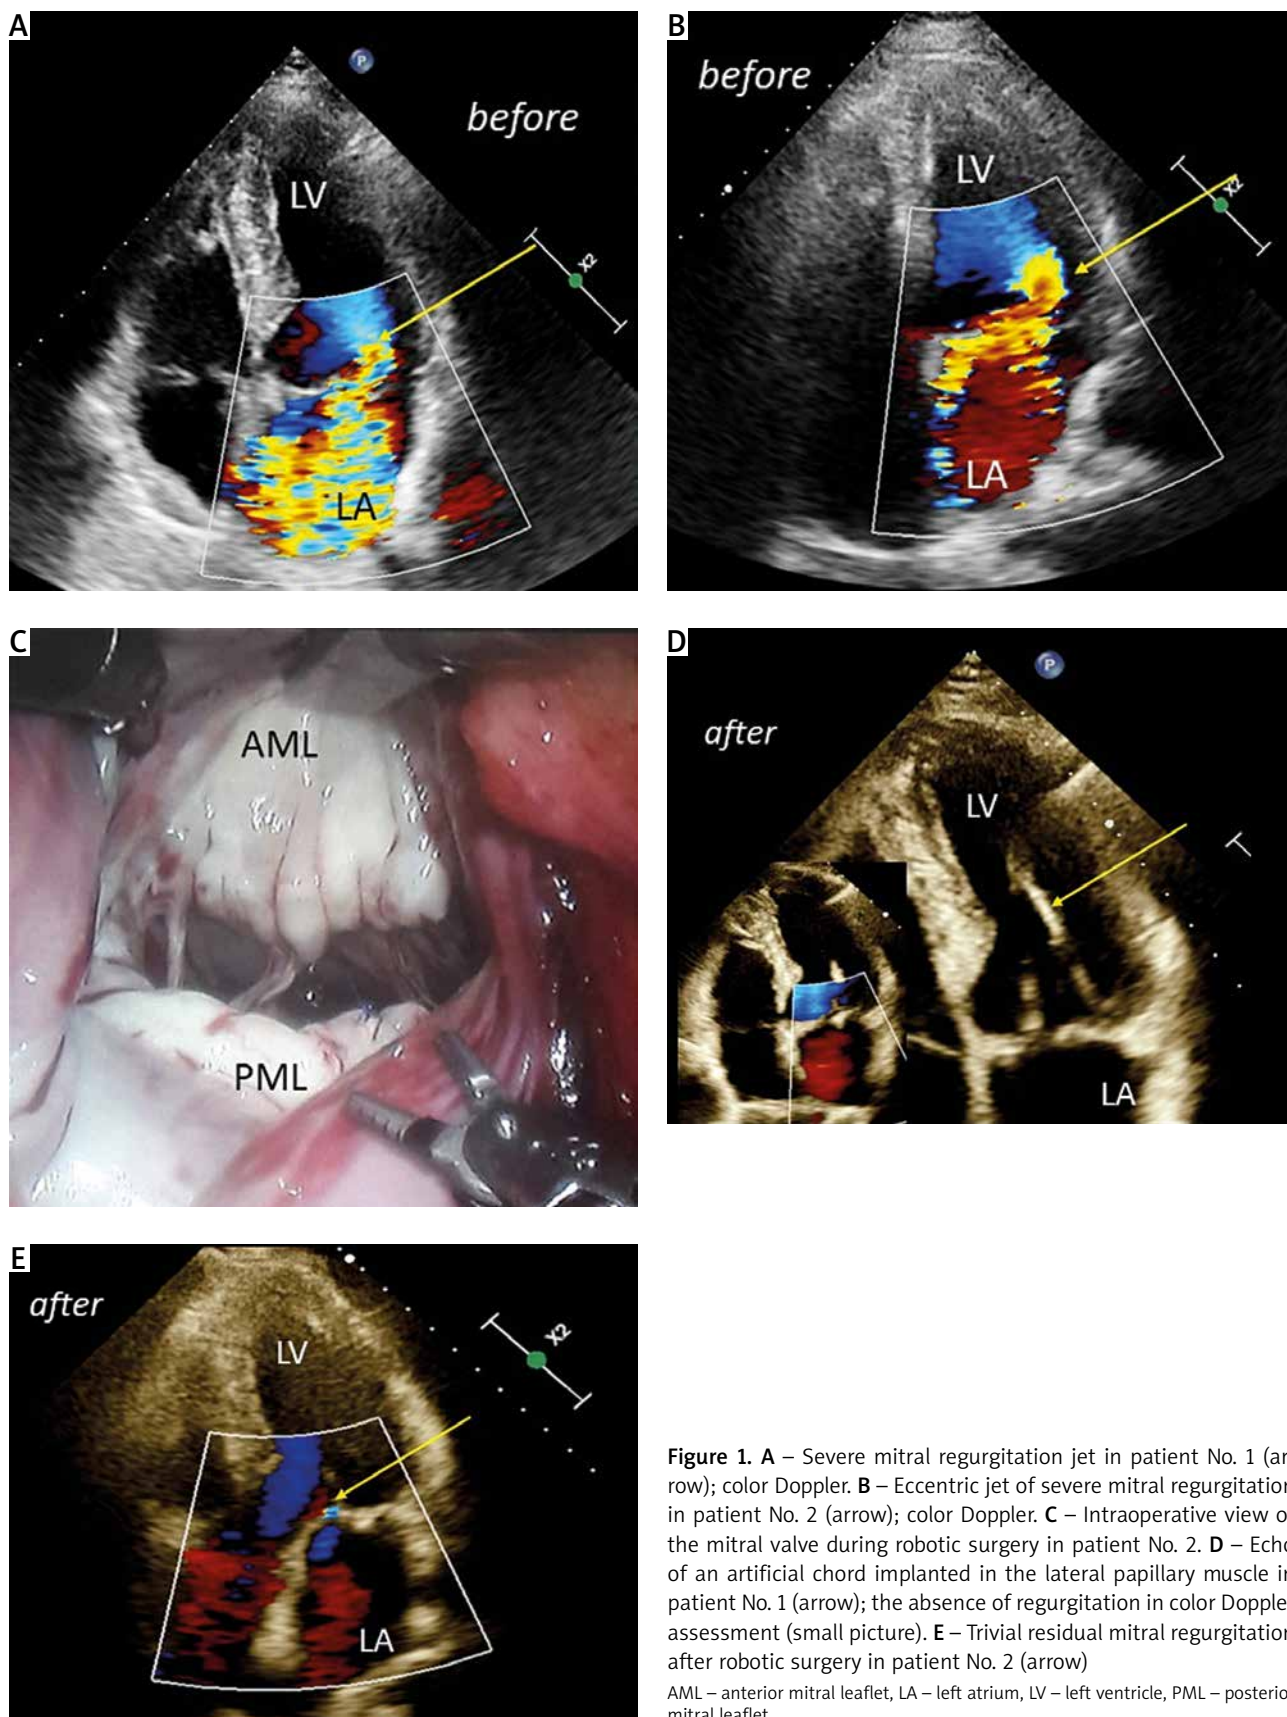 A
P
before
LV
X2
LA
B
before
LV
X2
LA
C
AML
PML
D
P
after
LV
LA
E
after
LV
X2
LA
Figure 1. A – Severe mitral regurgitation jet in patient No. 1 (ar
row); color Doppler. B – Eccentric jet of severe mitral regurgitation
in patient No. 2 (arrow); color Doppler. C – Intraoperative view o
the mitral valve during robotic surgery in patient No. 2. D – Echo
of an artificial chord implanted in the lateral papillary muscle i
patient No. 1 (arrow); the absence of regurgitation in color Dopple
assessment (small picture). E – Trivial residual mitral regurgitation
after robotic surgery in patient No. 2 (arrow)
AML – anterior mitral leaflet, LA – left atrium, LV – left ventricle, PML – posterio
mitral leaflet